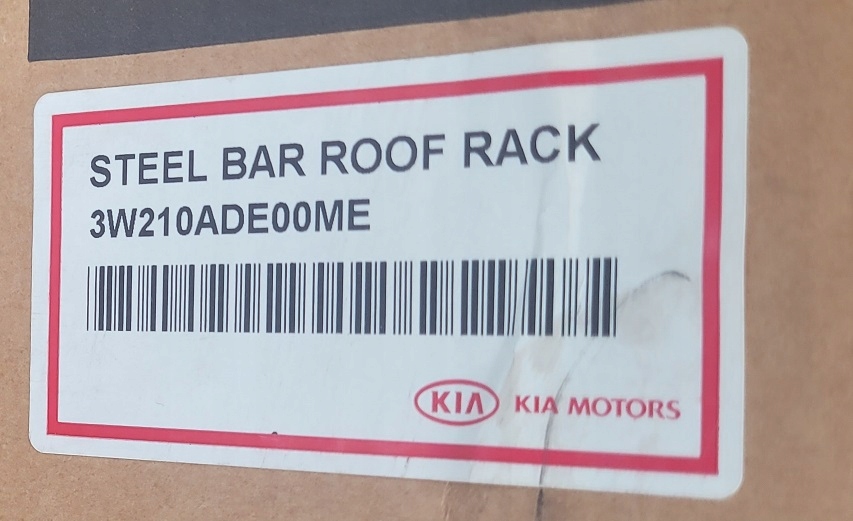 STEEL BAR ROOF RACK
3W210ADE00ME
KIA KIA MOTORS